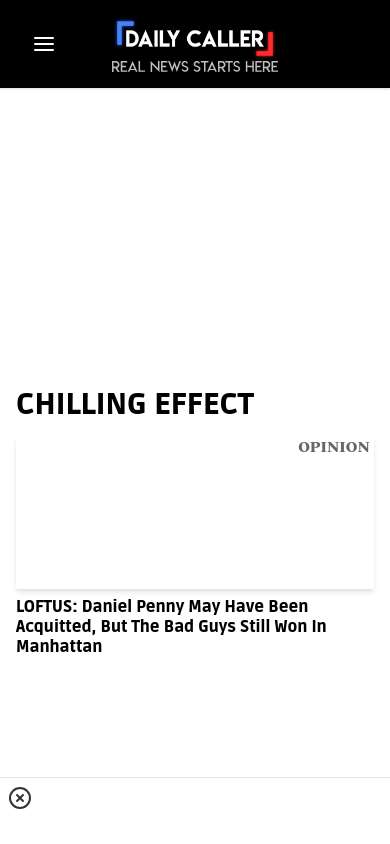 DAILY CALLER
REAL NEWS STARTS HERE
CHILLING EFFECT
OPINION
LOFTUS: Daniel Penny May Have Been
Acquitted, But The Bad Guys Still Won In
Manhattan